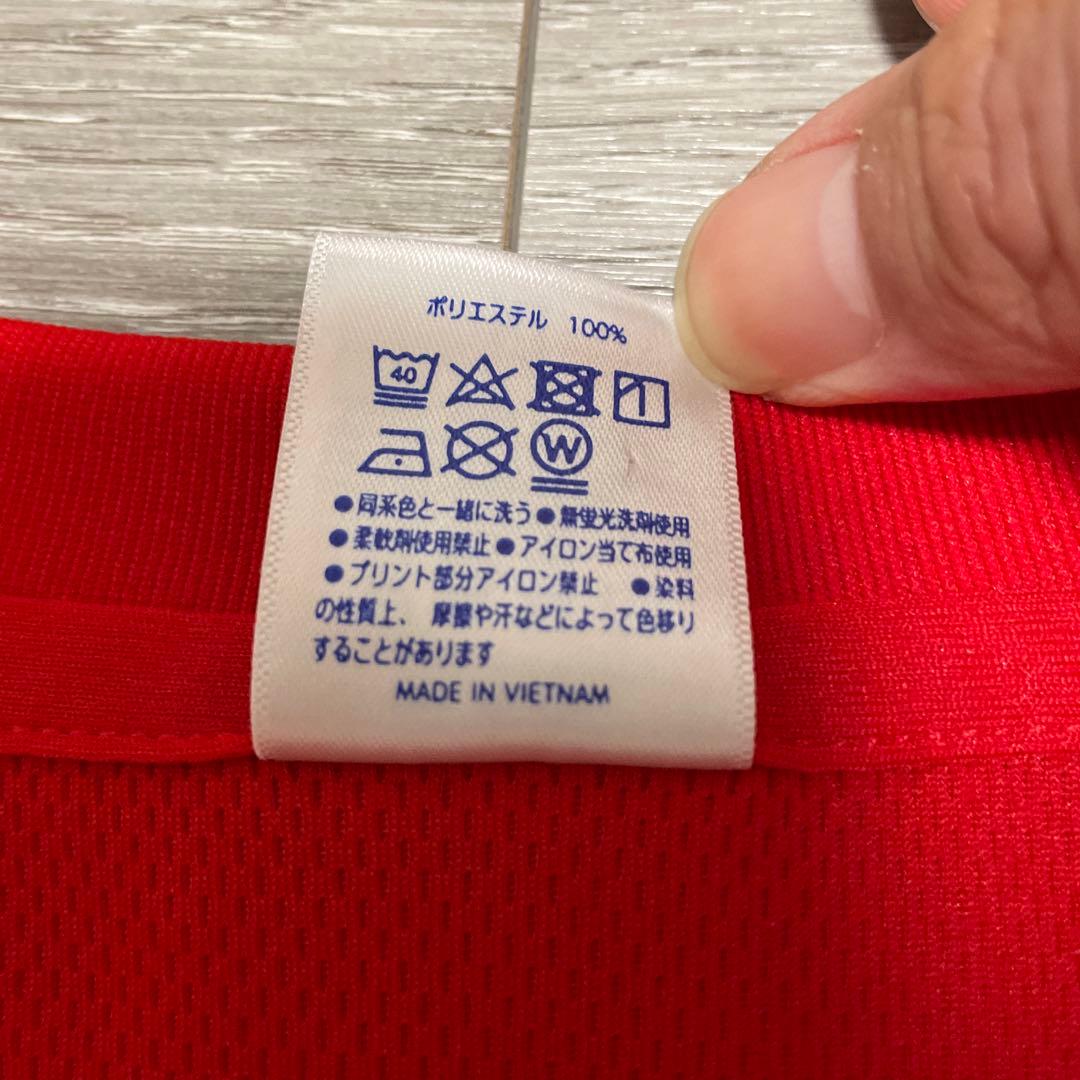 ポリエステル 100%
40
W
●同系色と一緒に洗う ●無蛍光洗剤使用
●柔軟剤使用禁止 ●アイロン当て布使用
●プリント部分アイロン禁止 ●染料
の性質上、 摩擦や汗などによって色移り
することがあります
MADE IN VIETNAM